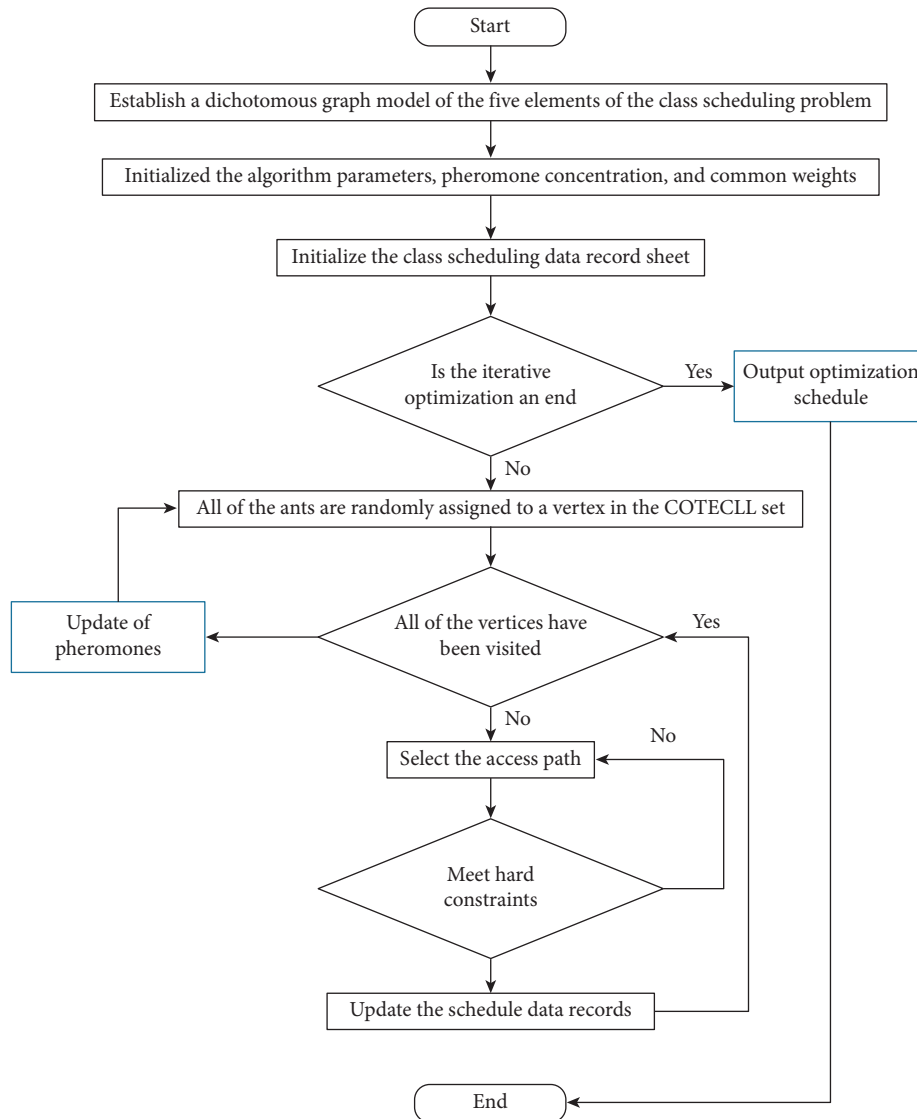 Start
Establish a dichotomous graph model of the five elements of the class scheduling problem
Initialized the algorithm parameters, pheromone concentration, and common weights
Initialize the class scheduling data record sheet
Is the iterative
optimization an end
Yes
Output optimization
schedule
No
All of the ants are randomly assigned to a vertex in the COTECLL set
Update of
pheromones
All of the vertices have
been visited
Yes
No
Select the access path
No
Meet hard
constraints
Update the schedule data records
End